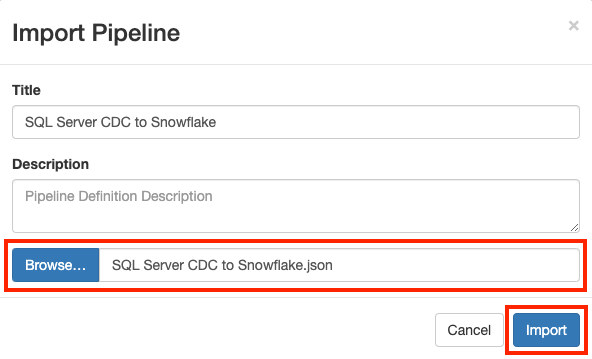 Import Pipeline ×
Title
SQL Server CDC to Snowflake
Description
Pipeline Definition Description
Browse... SQL Server CDC to Snowflake.json
Cancel Import